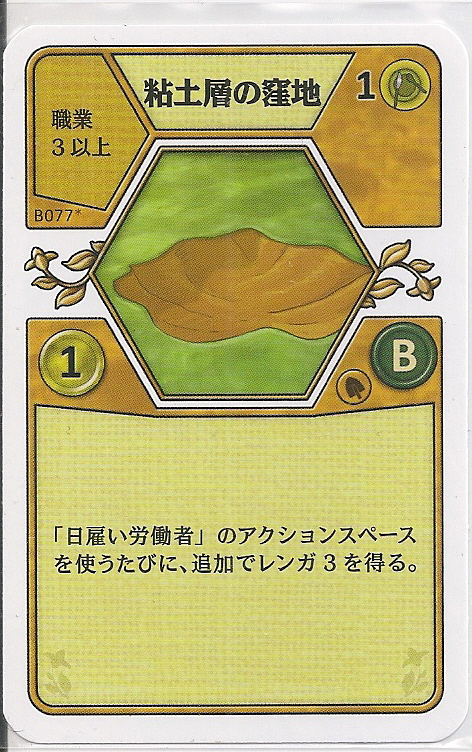 粘土層の窪地
1
職業
3以上
B077*
1
B
「日雇い労働者」のアクションスペース
を使うたびに、追加でレンガ3を得る。